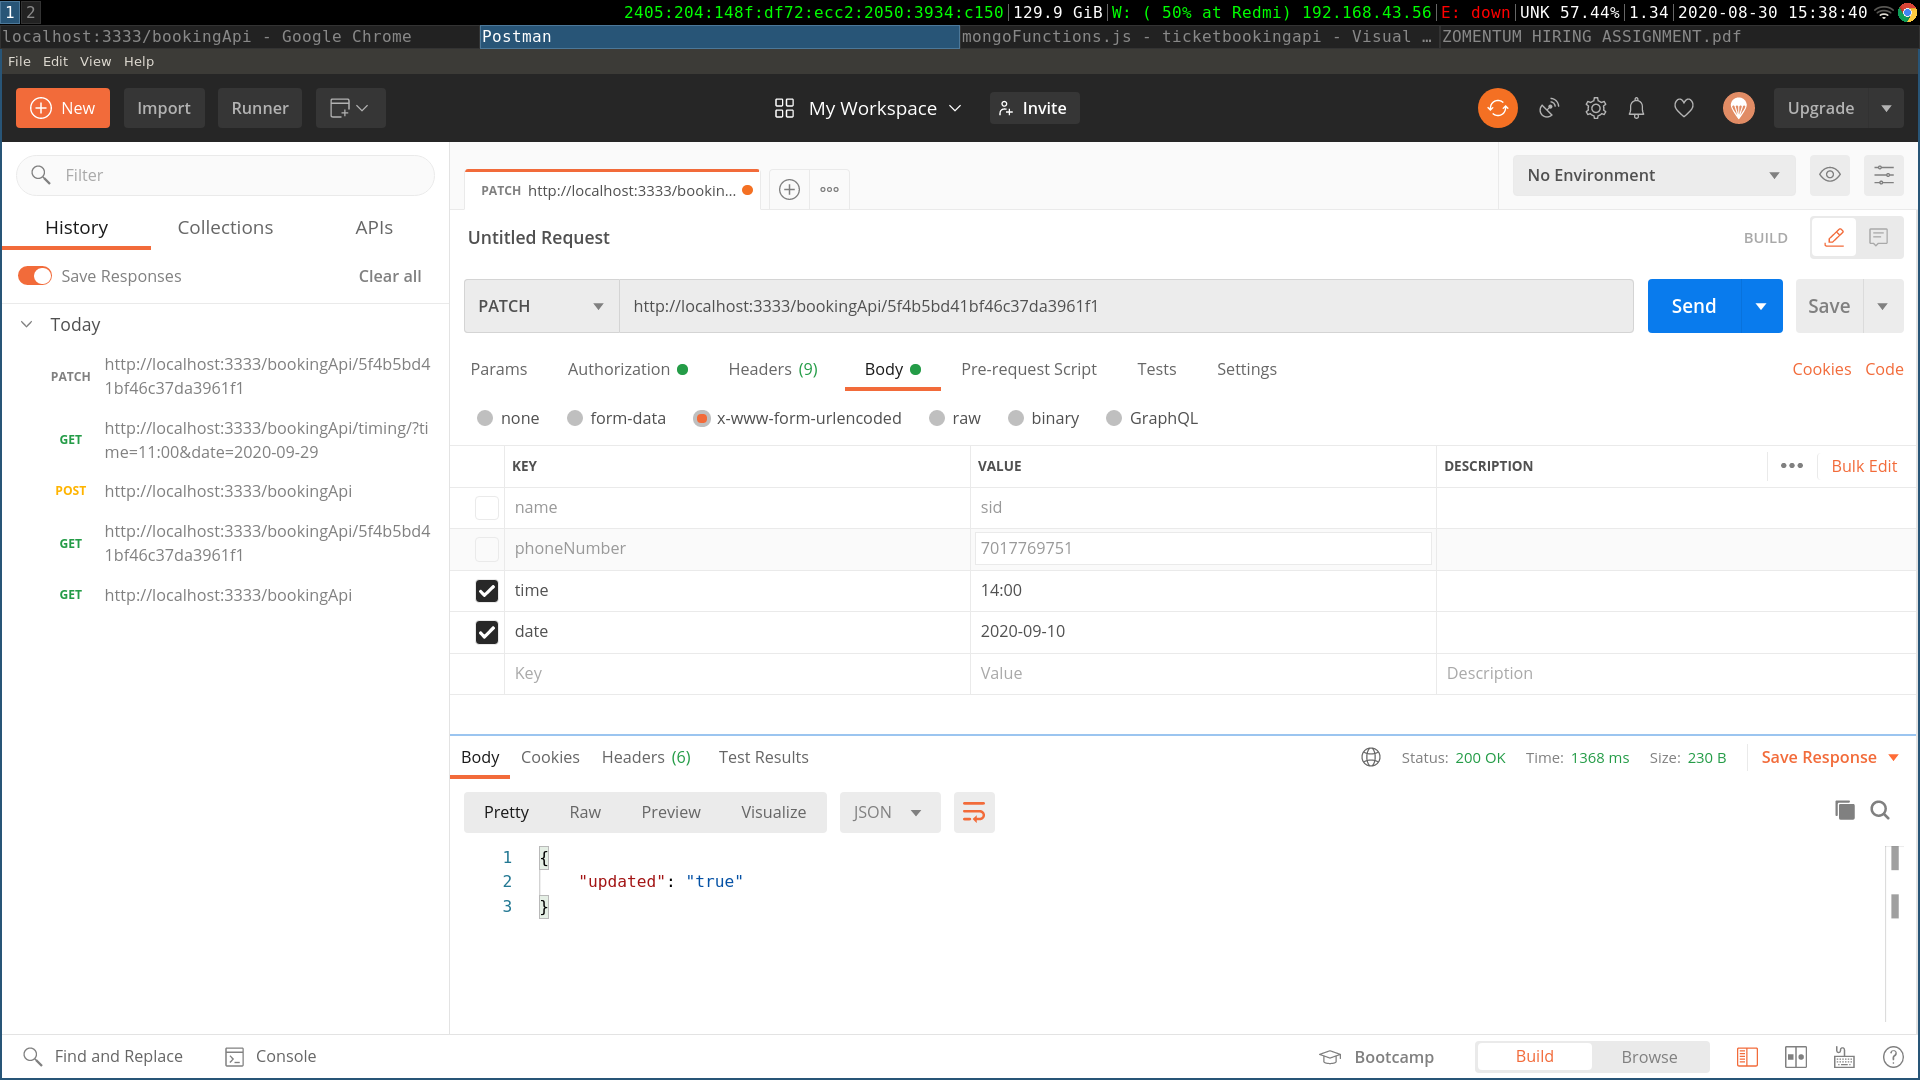 1 2 2405:204:148f:df72:ecc2:2050:3934:c150|129.9 GiB|W: ( 50% at Redmi) 192.168.43.56|E: down|UNK 57.44%|1.34|2020-08-30 15:38:40
localhost:3333/bookingApi - Google Chrome Postman mongoFunctions.js - ticketbookingapi - Visual … ZOMENTUM HIRING ASSIGNMENT.pdf
File Edit View Help
New Import Runner My Workspace Invite Upgrade
Filter
PATCH http://localhost:3333/bookin... No Environment
History Collections APIs
Untitled Request BUILD
Save Responses Clear all
PATCH http://localhost:3333/bookingApi/5f4b5bd41bf46c37da3961f1 Send Save
Today
PATCH http://localhost:3333/bookingApi/5f4b5bd4
1bf46c37da3961f1
GET http://localhost:3333/bookingApi/timing/?ti
me=11:00&date=2020-09-29
POST http://localhost:3333/bookingApi
GET http://localhost:3333/bookingApi/5f4b5bd4
1bf46c37da3961f1
GET http://localhost:3333/bookingApi
Params Authorization Headers (9) Body Pre-request Script Tests Settings Cookies Code
none form-data x-www-form-urlencoded raw binary GraphQL
KEY VALUE DESCRIPTION Bulk Edit
name sid
phoneNumber 7017769751
time 14:00
date 2020-09-10
Key Value Description
Body Cookies Headers (6) Test Results Status: 200 OK Time: 1368 ms Size: 230 B Save Response
Pretty Raw Preview Visualize JSON
1 {
2 "updated": "true"
3 }
Find and Replace Console Bootcamp Build Browse